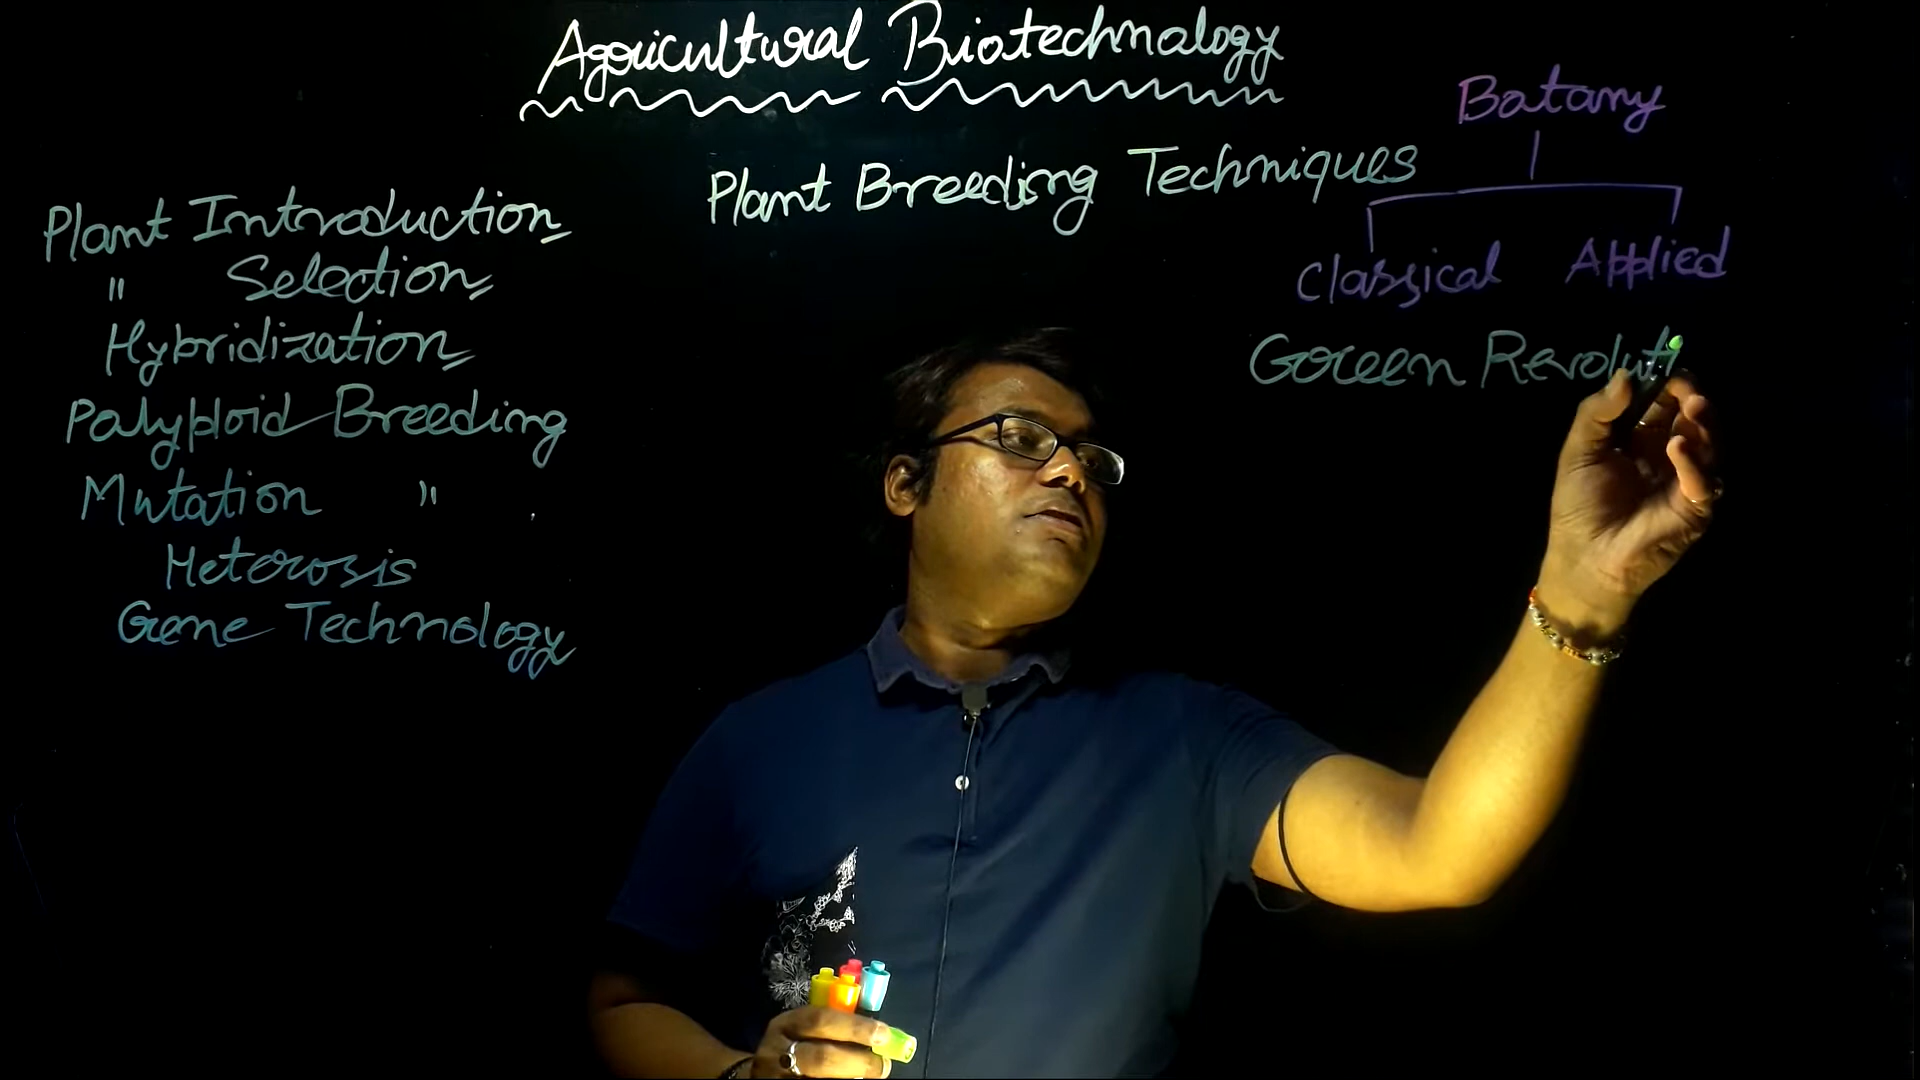 Agricultural Biotechnology
Plant Breeding Techniques
Plant Introduction
" Selection
Hybridization
Polyploid Breeding
Mutation "
Heterosis
Gene Technology
Botany
Classical Applied
Green Revoluti